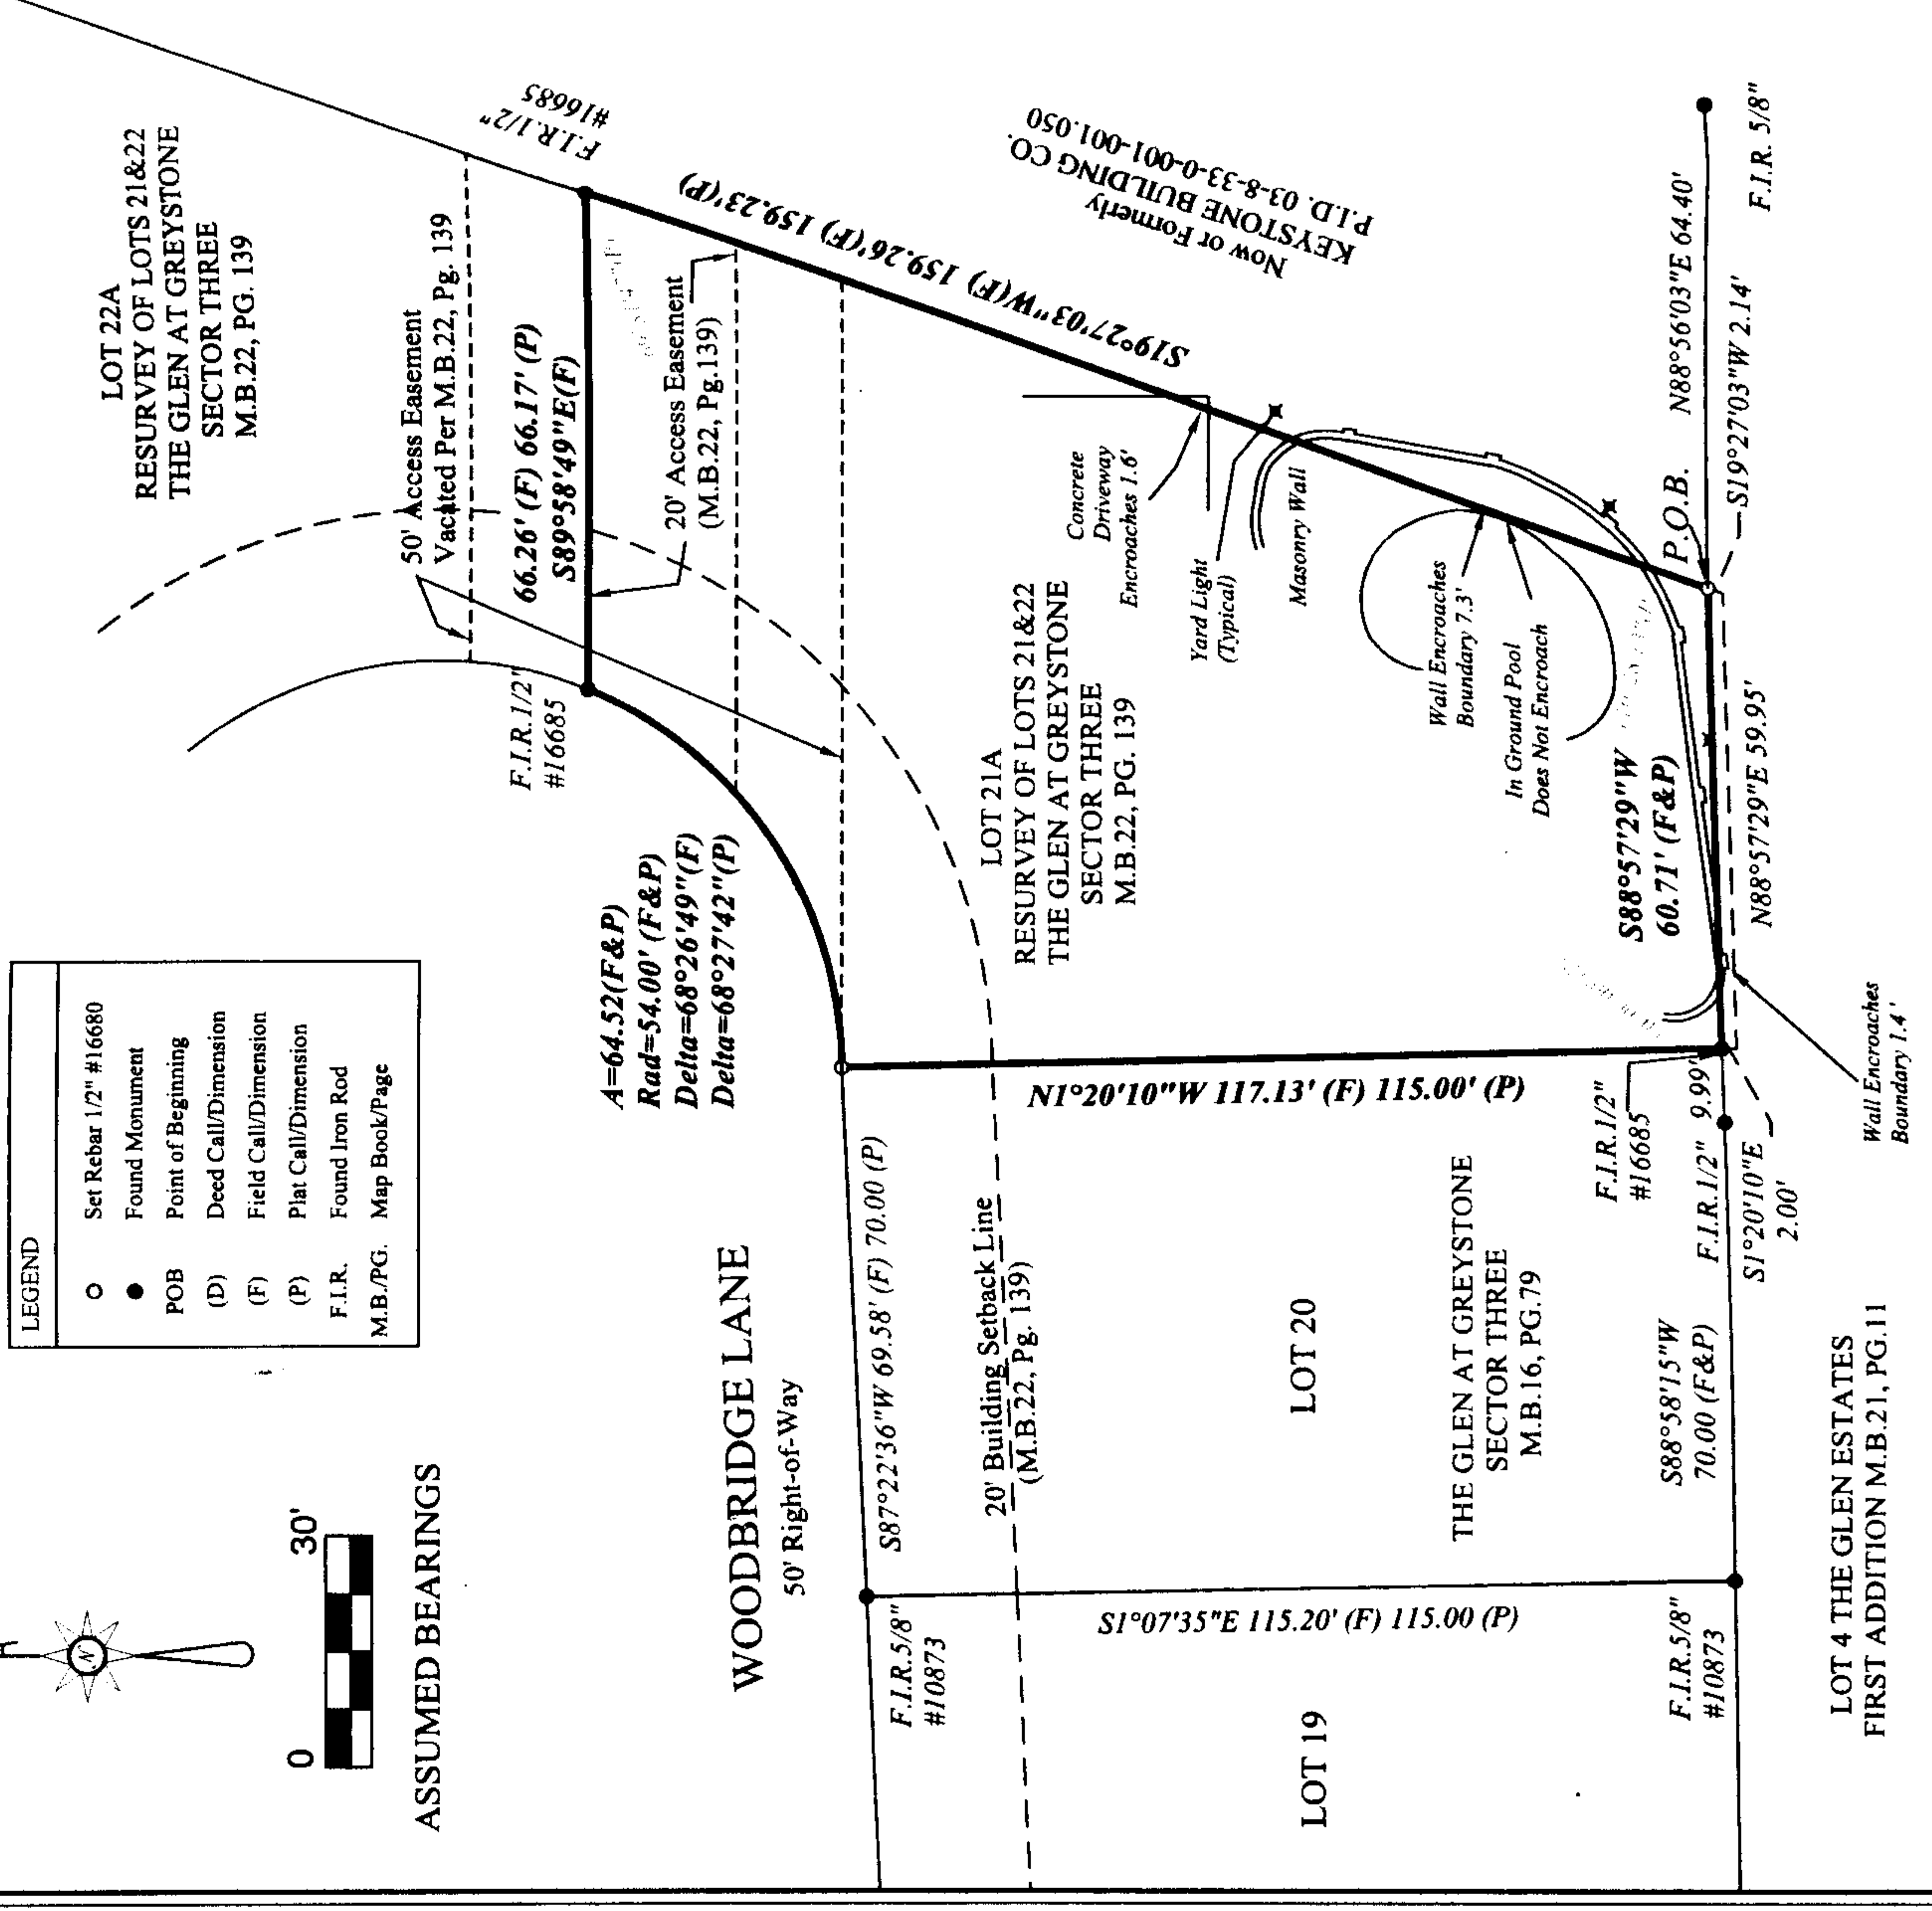 LEGEND
Set Rebar 1/2" #16680
Found Monument
POB Point of Beginning
(D) Deed Call/Dimension
(F) Field Call/Dimension
(P) Plat Call/Dimension
F.I.R. Found Iron Rod
M.B./PG. Map Book/Page
N
0 30'
ASSUMED BEARINGS
LOT 22A
RESURVEY OF LOTS 21&22
THE GLEN AT GREYSTONE
SECTOR THREE
M.B.22, PG. 139
50' Access Easement
Vacated Per M.B.22, Pg. 139
F.I.R.1/2"
#16685
66.26' (F) 66.17' (P)
S89°58'49"E(F)
20' Access Easement
(M.B.22, Pg.139)
F.I.R.1/2"
#16685
S19°27'03"W(F) 159.26'(F) 159.23'(P)
Now or Formerly
KEYSTONE BUILDING CO.
P.I.D. 03-8-33-0-001-001.050
A=64.52(F&P)
Rad=54.00' (F&P)
Delta=68°26'49"(F)
Delta=68°27'42"(P)
WOODBRIDGE LANE
50' Right-of-Way
S87°22'36"W 69.58' (F) 70.00 (P)
F.I.R.5/8"
#10873
20' Building Setback Line
(M.B.22, Pg. 139)
LOT 21A
RESURVEY OF LOTS 21&22
THE GLEN AT GREYSTONE
SECTOR THREE
M.B.22, PG. 139
Concrete
Driveway
Encroaches 1.6'
Yard Light
(Typical)
Masonry Wall
Wall Encroaches
Boundary 7.3'
In Ground Pool
Does Not Encroach
N1°20'10"W 117.13' (F) 115.00' (P)
S1°07'35"E 115.20' (F) 115.00 (P)
LOT 19
LOT 20
THE GLEN AT GREYSTONE
SECTOR THREE
M.B.16, PG.79
S88°57'29"W
60.71' (F&P)
P.O.B.
N88°56'03"E 64.40'
F.I.R. 5/8"
S19°27'03"W 2.14'
N88°57'29"E 59.95'
F.I.R.1/2"
#16685
F.I.R.1/2" 9.99'
S1°20'10"E
2.00'
S88°58'15"W
70.00 (F&P)
F.I.R.5/8"
#10873
Wall Encroaches
Boundary 1.4'
LOT 4 THE GLEN ESTATES
FIRST ADDITION M.B.21, PG.11